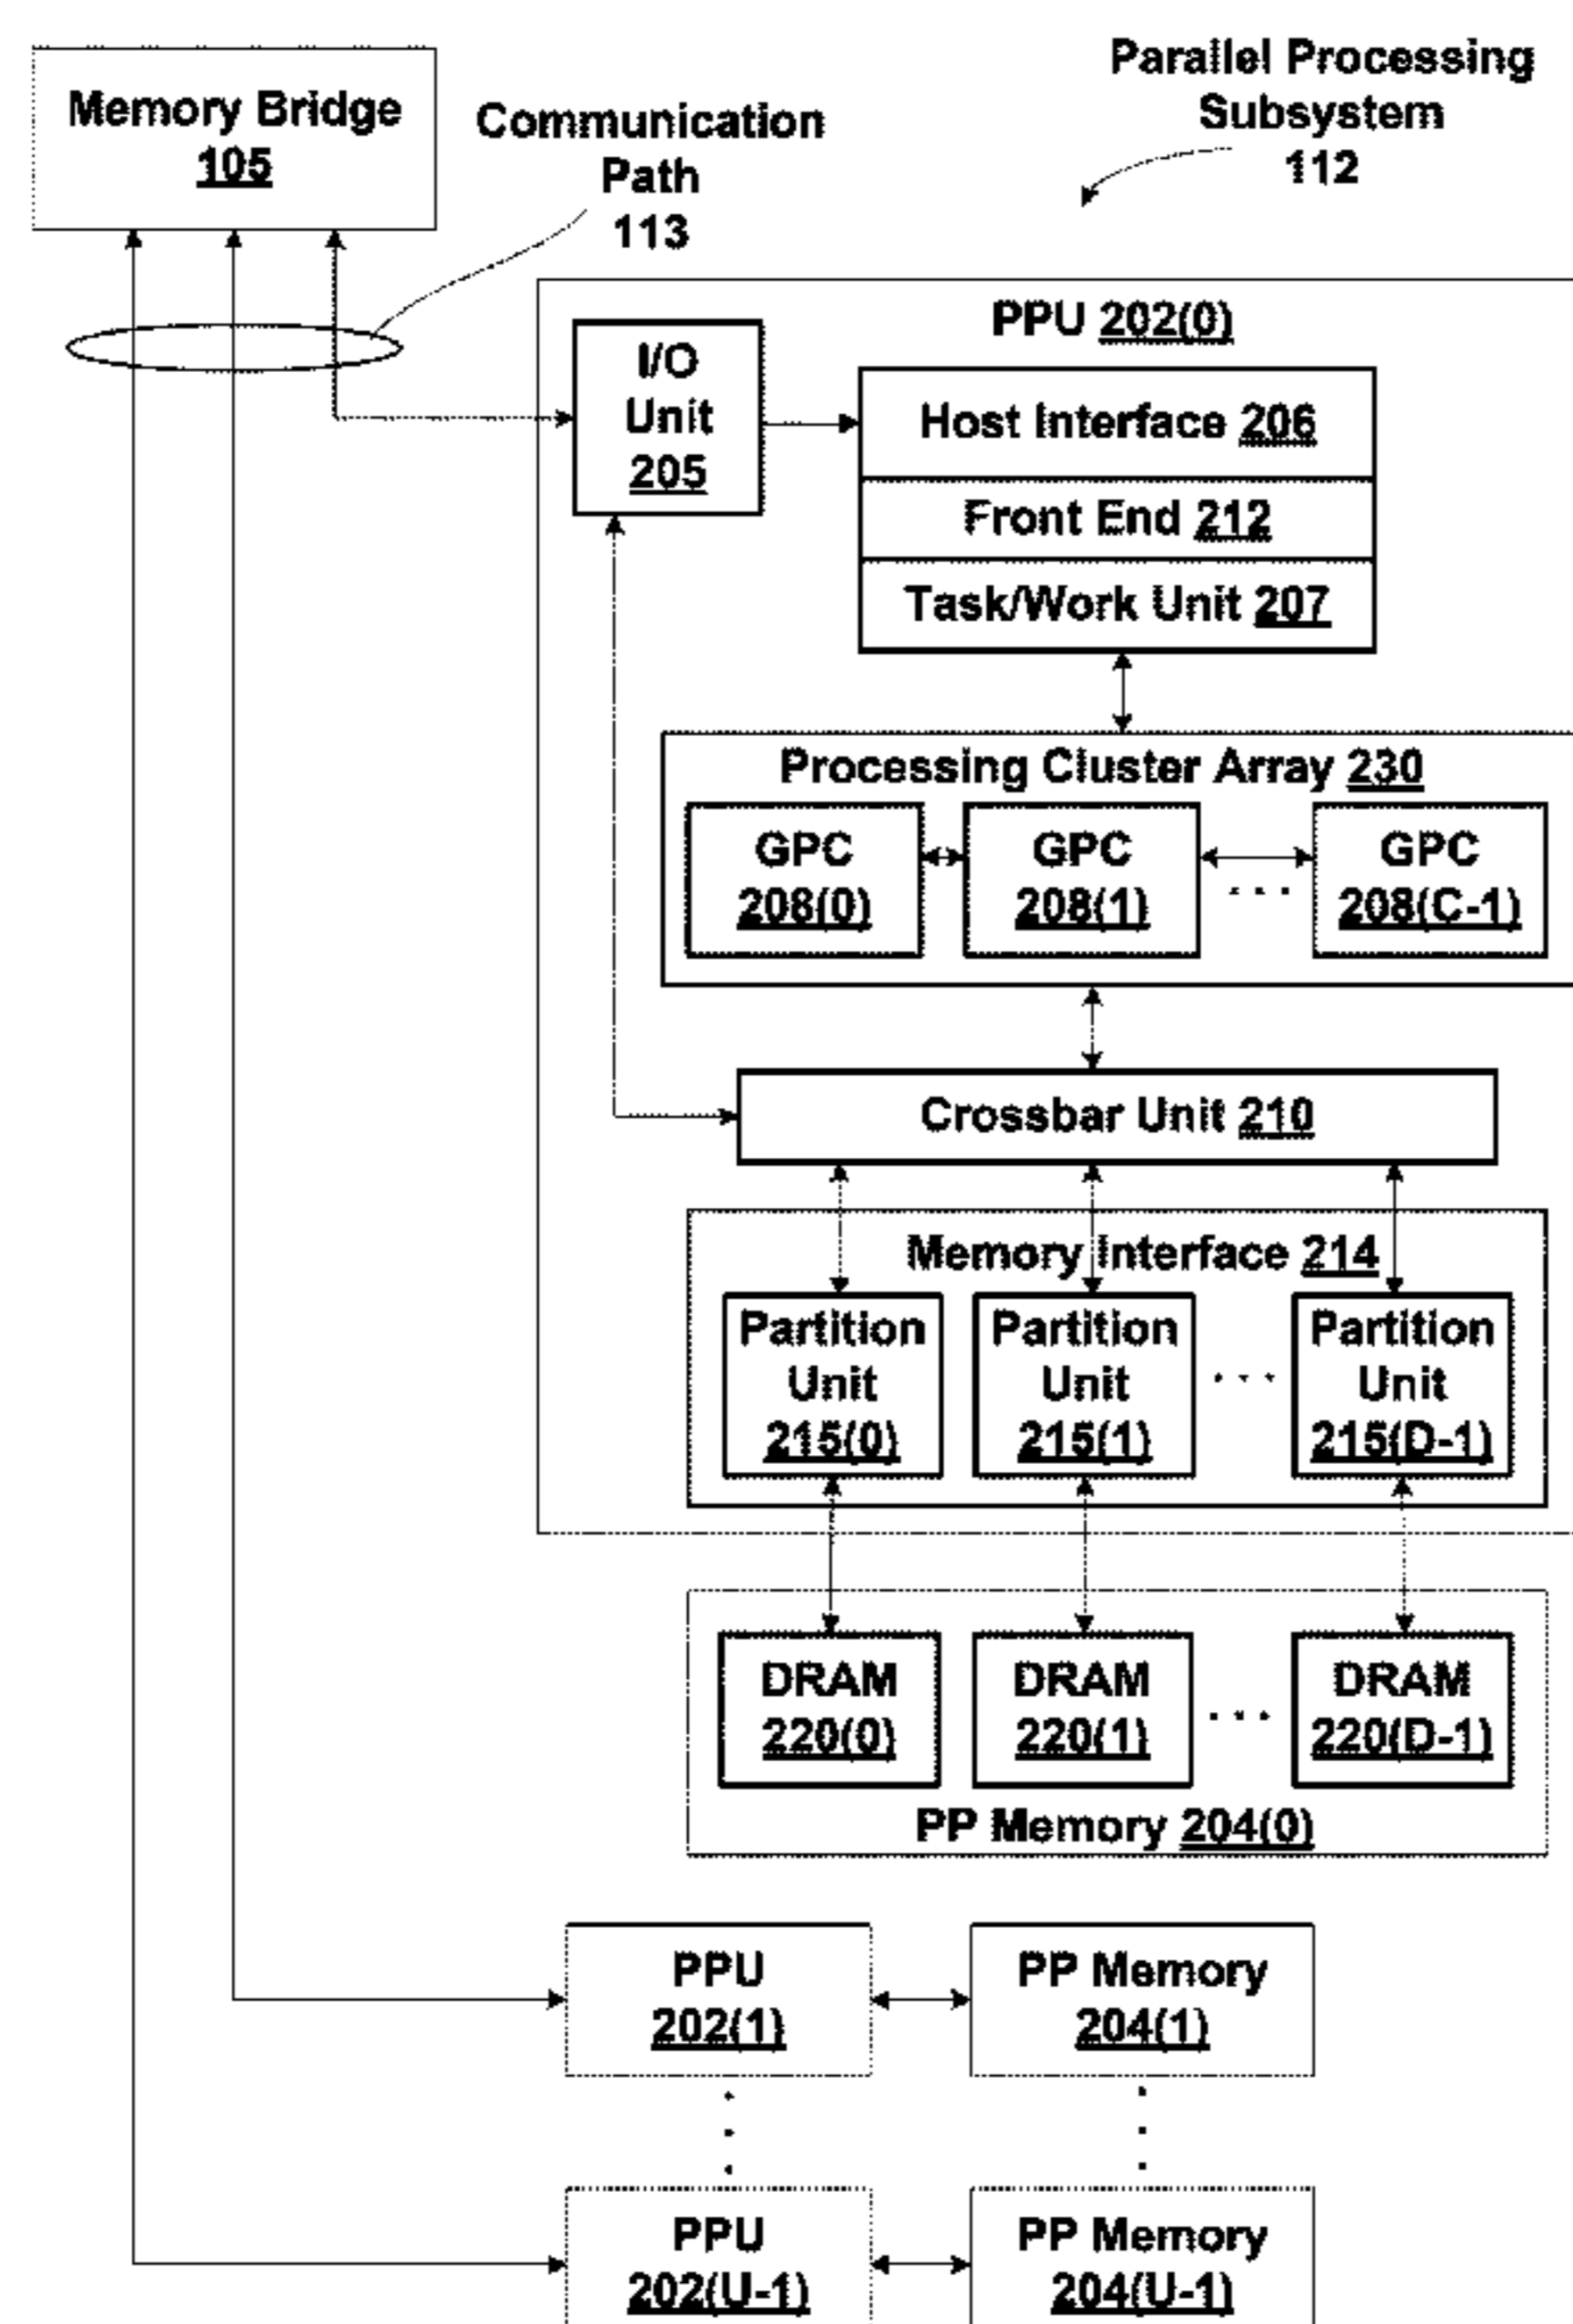 Parallel Processing
Subsystem
112
Memory Bridge
105
Communication
Path
113
PPU 202(0)
I/O
Unit
205
Host Interface 206
Front End 212
Task/Work Unit 207
Processing Cluster Array 230
GPC
208(0)
GPC
208(1)
. . .
GPC
208(C-1)
Crossbar Unit 210
Memory Interface 214
Partition
Unit
215(0)
Partition
Unit
215(1)
. . .
Partition
Unit
215(D-1)
DRAM
220(0)
DRAM
220(1)
. . .
DRAM
220(D-1)
PP Memory 204(0)
PPU
202(1)
PP Memory
204(1)
PPU
202(U-1)
PP Memory
204(U-1)